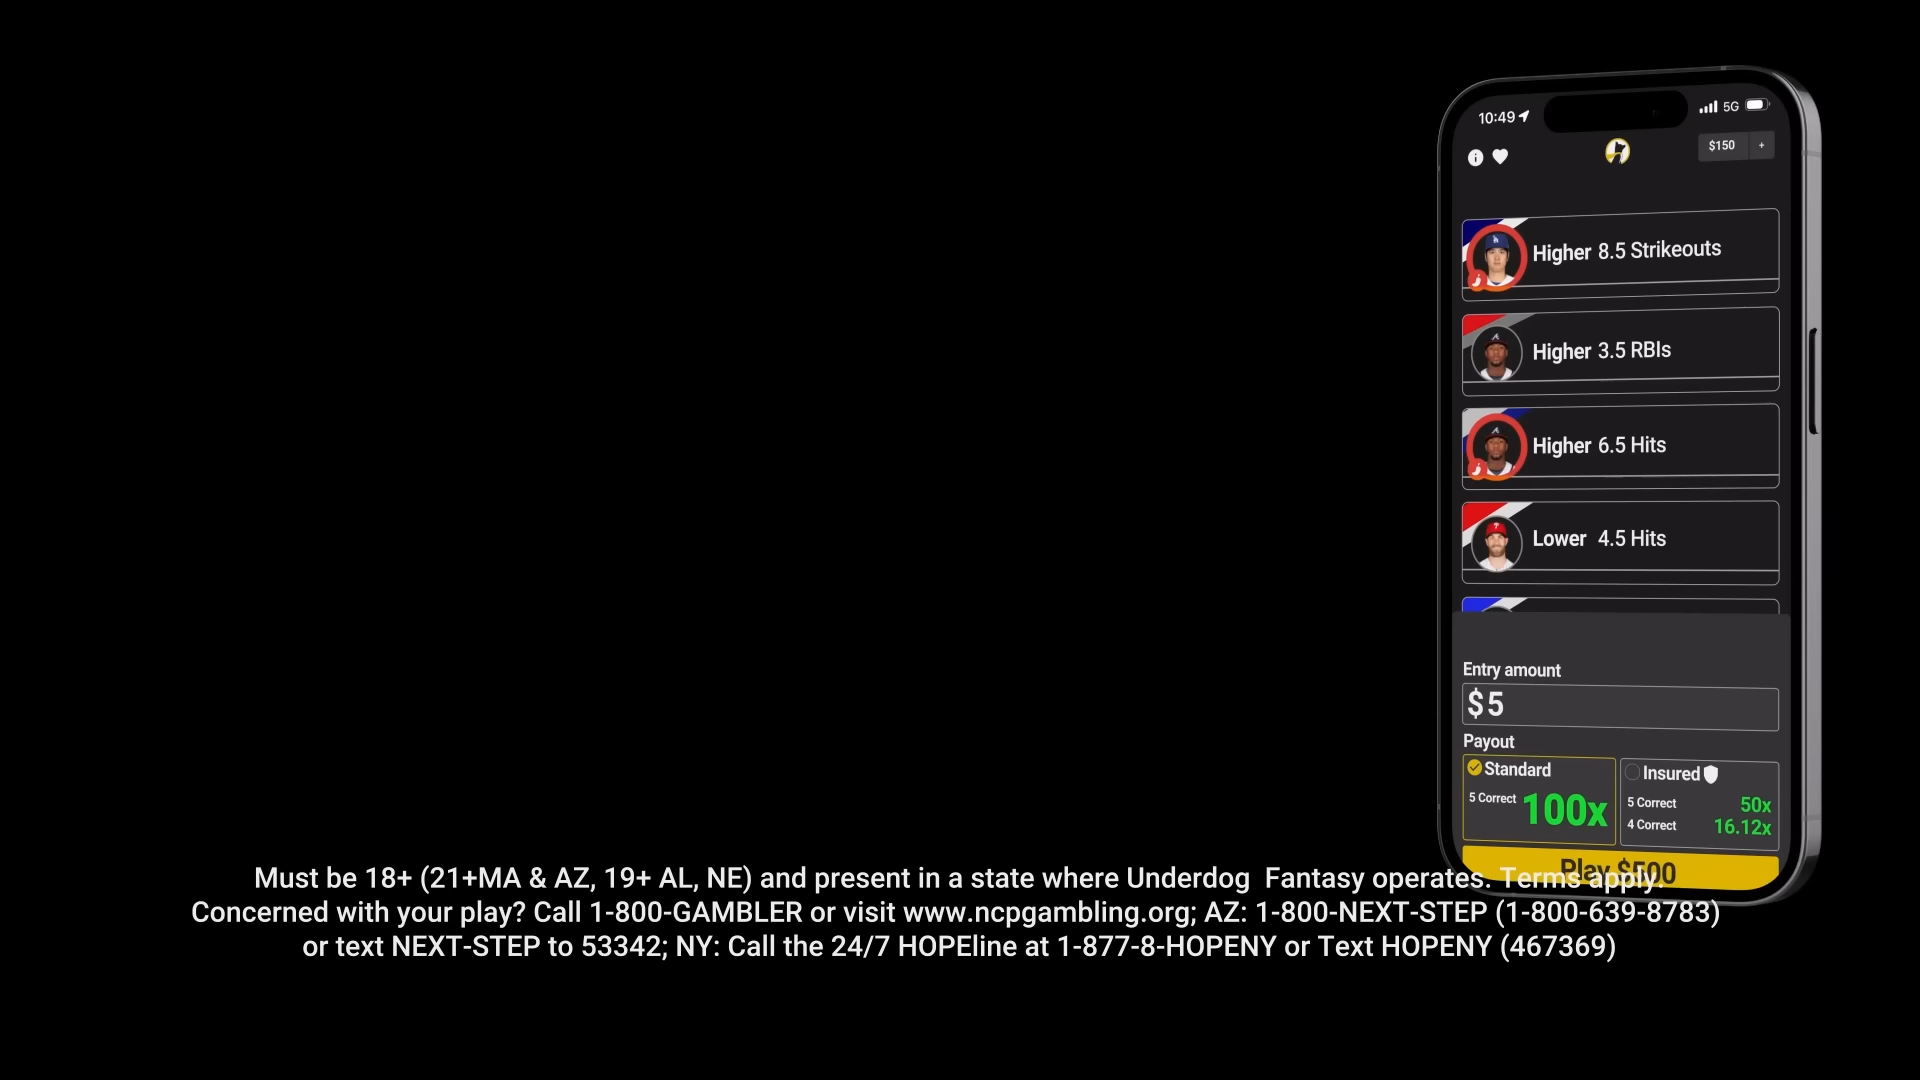 10:49
5G
$150 +
Higher 8.5 Strikeouts
Higher 3.5 RBIs
Higher 6.5 Hits
Lower 4.5 Hits
Entry amount
$5
Payout
Standard
5 Correct 100x
Insured
5 Correct 50x
4 Correct 16.12x
Play $500
Must be 18+ (21+MA & AZ, 19+ AL, NE) and present in a state where Underdog Fantasy operates. Terms apply.
Concerned with your play? Call 1-800-GAMBLER or visit www.ncpgambling.org; AZ: 1-800-NEXT-STEP (1-800-639-8783)
or text NEXT-STEP to 53342; NY: Call the 24/7 HOPEline at 1-877-8-HOPENY or Text HOPENY (467369)